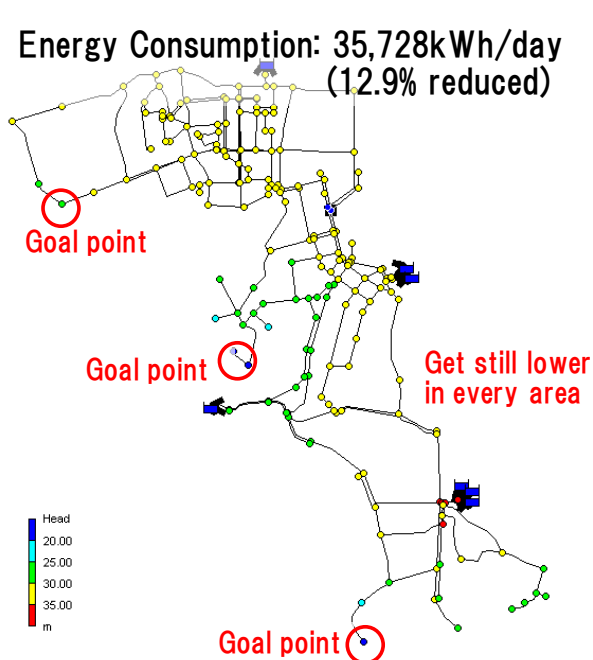 Energy Consumption: 35,728kWh/day
(12.9% reduced)
Goal point
Goal point
Get still lower
in every area
Head
20.00
25.00
30.00
35.00
m
Goal point